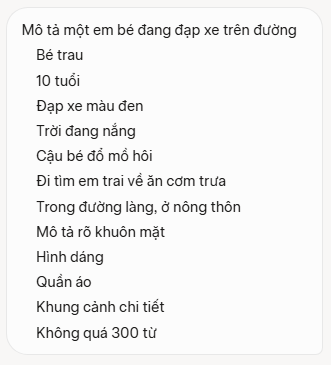 Mô tả một em bé đang đạp xe trên đường
Bé trau
10 tuổi
Đạp xe màu đen
Trời đang nắng
Cậu bé đổ mồ hôi
Đi tìm em trai về ăn cơm trưa
Trong đường làng, ở nông thôn
Mô tả rõ khuôn mặt
Hình dáng
Quần áo
Khung cảnh chi tiết
Không quá 300 từ